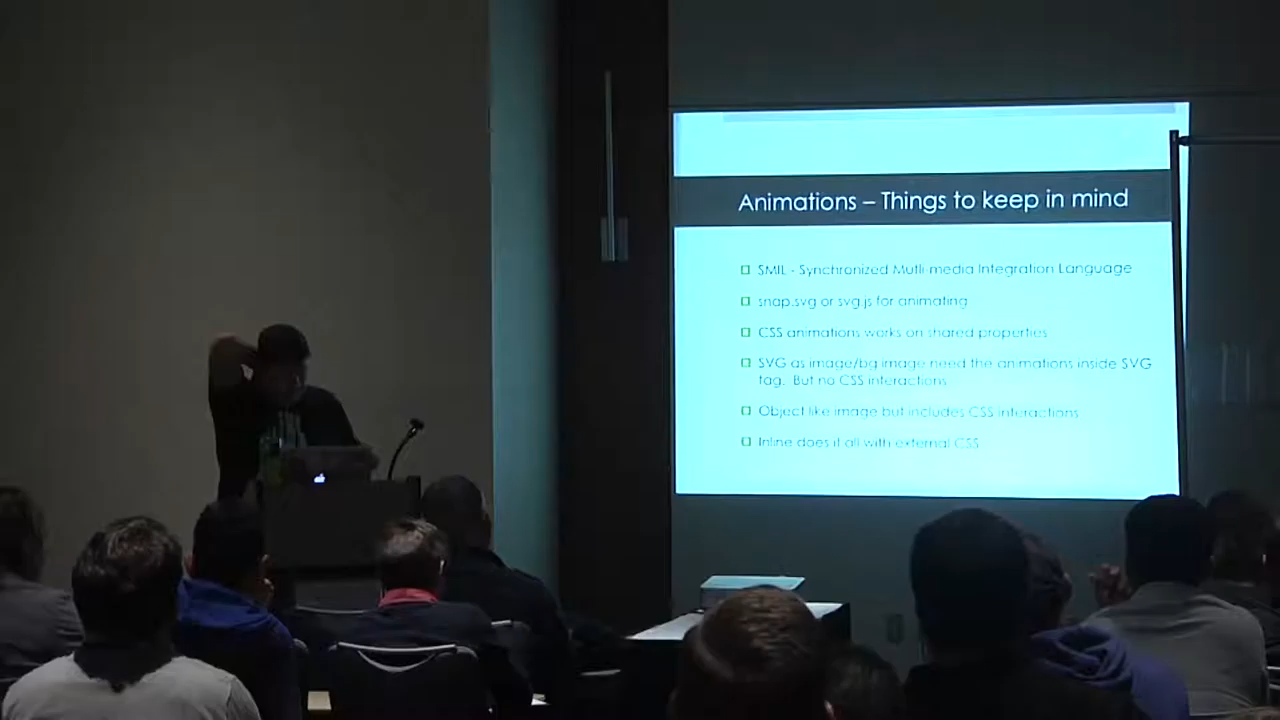 Animations – Things to keep in mind
SMIL - Synchronized Mutli-media Integration Language
snap.svg or svg.js for animating
CSS animations works on shared properties
SVG as image/bg image need the animations inside SVG
tag. But no CSS interactions
Object like image but includes CSS interactions
Inline does it all with external CSS